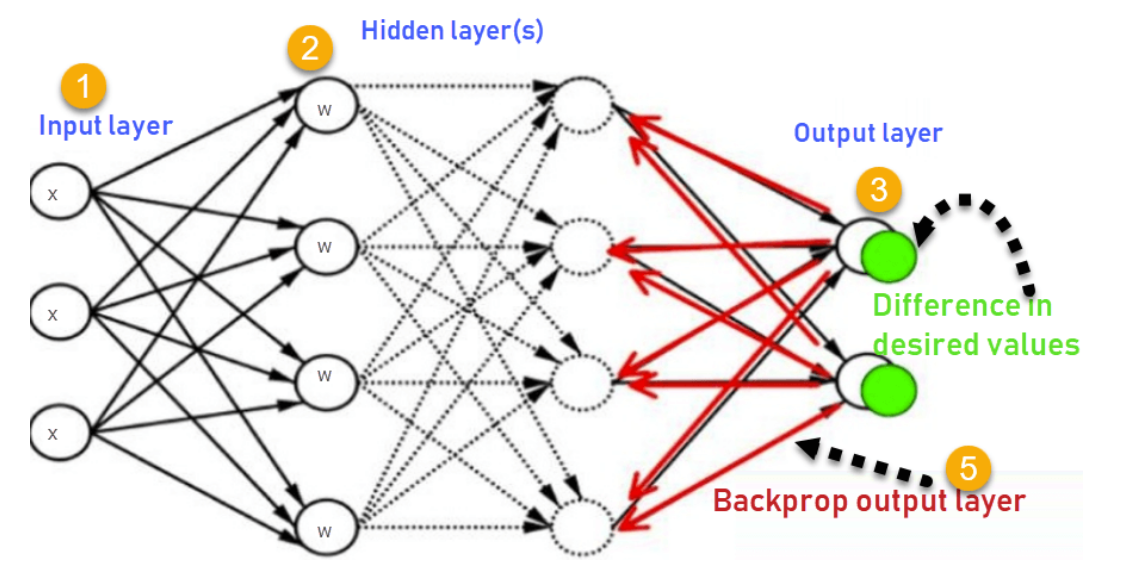 2
Hidden layer(s)
1
Input layer
Output layer
3
x
x
x
w
w
w
w
Difference in
desired values
5
Backprop output layer